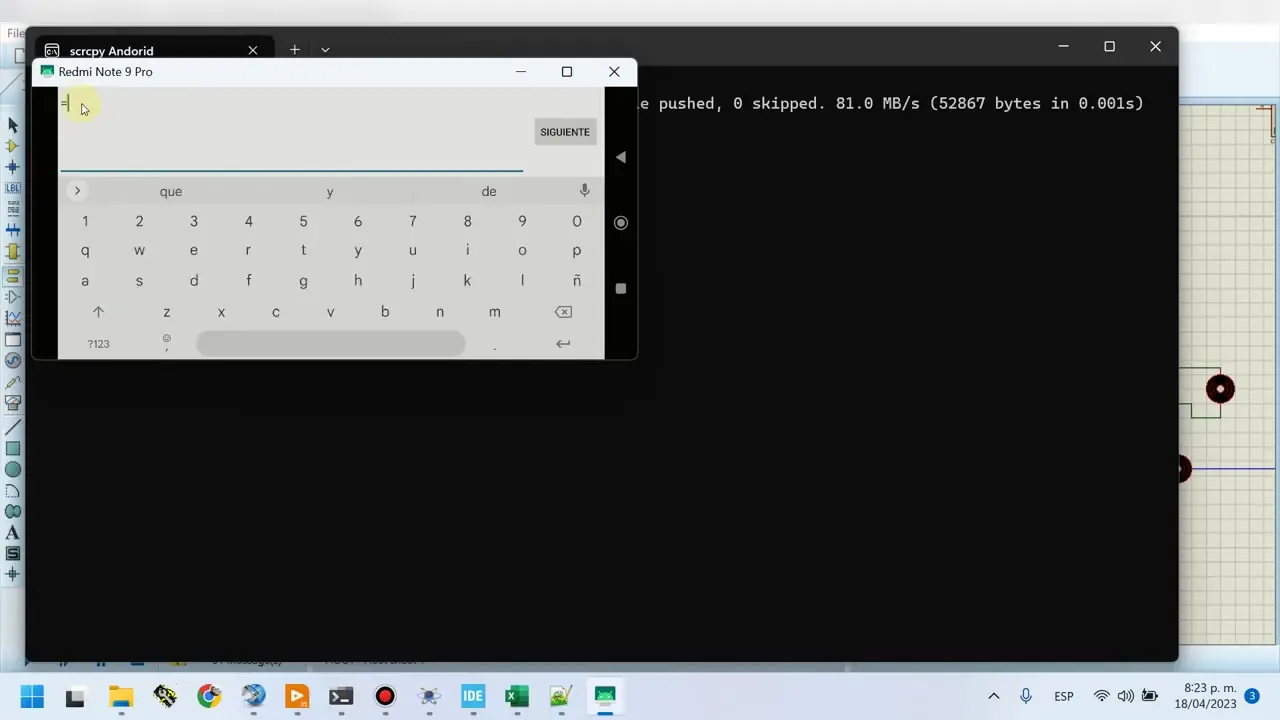 File
scrcpy Andorid
Redmi Note 9 Pro
e pushed, 0 skipped. 81.0 MB/s (52867 bytes in 0.001s)
=
SIGUIENTE
que y de
1 2 3 4 5 6 7 8 9 0
q w e r t y u i o p
a s d f g h j k l ñ
z x c v b n m
?123 , .
LBL
A
S
IDE
ESP
8:23 p. m.
18/04/2023
3